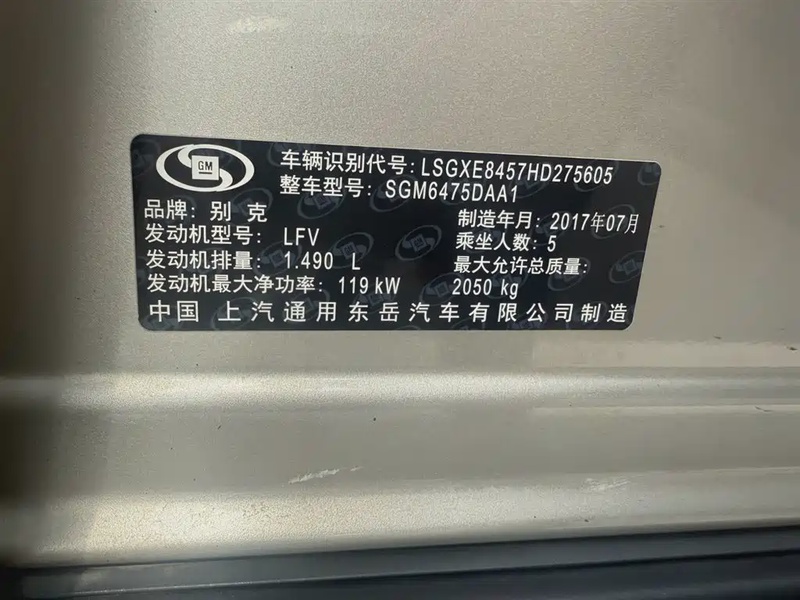 GM
车辆识别代号: LSGXE8457HD275605
整车型号: SGM6475DAA1
品牌: 别 克
制造年月: 2017年07月
发动机型号: LFV
乘坐人数: 5
发动机排量: 1.490 L
最大允许总质量:
发动机最大净功率: 119 kW
2050 kg
中国 上汽通用东岳汽车有限公司制造